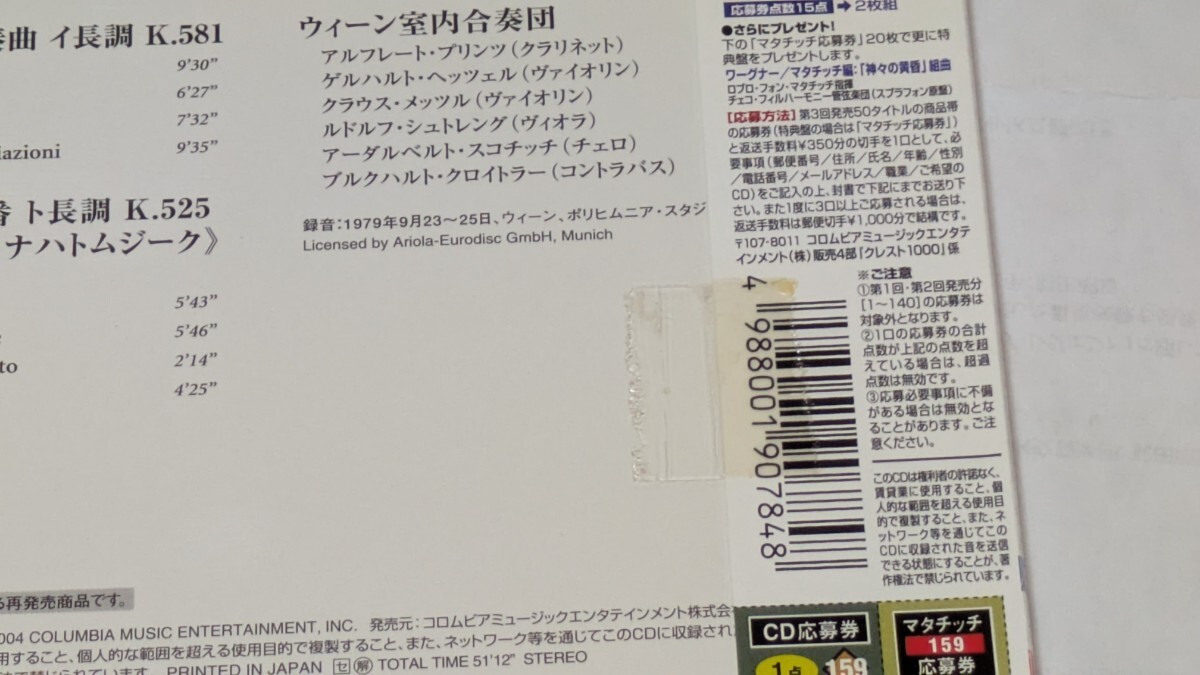 奏曲 イ長調 K.581
9'30"
6'27"
7'32"
iazioni 9'35"
番 ト長調 K.525
ナハトムジーク》
5'43"
5'46"
to 2'14"
4'25"
ウィーン室内合奏団
アルフレート・プリンツ(クラリネット)
ゲルハルト・ヘッツェル(ヴァイオリン)
クラウス・メッツル(ヴァイオリン)
ルドルフ・シュトレング(ヴィオラ)
アーダルベルト・スコチッチ(チェロ)
ブルクハルト・クロイトラー(コントラバス)
録音:1979年9月23〜25日、ウィーン、ポリヒムニア・スタジ
Licensed by Ariola-Eurodisc GmbH, Munich
る再発売商品です。
2004 COLUMBIA MUSIC ENTERTAINMENT, INC. 発売元:コロムビアミュージックエンタテインメント株式会
用すること、個人的な範囲を超える使用目的で複製すること、また、ネットワーク等を通じてこのCDに収録され
法で禁じられています。 PRINTED IN JAPAN セ 解 TOTAL TIME 51'12" STEREO
応募券点数15点 ➔ 2枚組
●さらにプレゼント!
下の「マタチッチ応募券」20枚で更に特
典盤をプレゼントします。
ワーグナー/マタチッチ編:「神々の黄昏」組曲
ロブロ・フォン・マタチッチ指揮
チェコ・フィルハーモニー管弦楽団(スプラフォン原盤)
[応募方法]第3回発売50タイトルの商品帯
の応募券(特典盤の場合は「マタチッチ応募券」)
と返送手数料¥350分の切手を1口として、必
要事項(郵便番号/住所/氏名/年齢/性別
/電話番号/メールアドレス/職業/ご希望の
CD)をご記入の上、封書で下記にまでお送り下
さい。また1度に3口以上ご応募される場合は、
返送手数料は郵便切手¥1,000分で結構です。
〒107-8011 コロムビアミュージックエンタテ
インメント(株)販売4部「クレスト1000」係
※ご注意
①第1回・第2回発売分
[1〜140]の応募券は
対象外となります。
②1口の応募券の合計
点数が上記の点数を超
えている場合は、超過
点数は無効です。
③応募必要事項に不備
がある場合は無効とな
ることがあります。ご注
意ください。
4 988001 907848
このCDは権利者の許諾なく、
賃貸業に使用すること、個
人的な範囲を超える使用目
的で複製すること、また、ネ
ットワーク等を通じてこの
CDに収録された音を送信
できる状態にすることが、著
作権法で禁じられています。
CD応募券
1点 159
マタチッチ
159
応募券